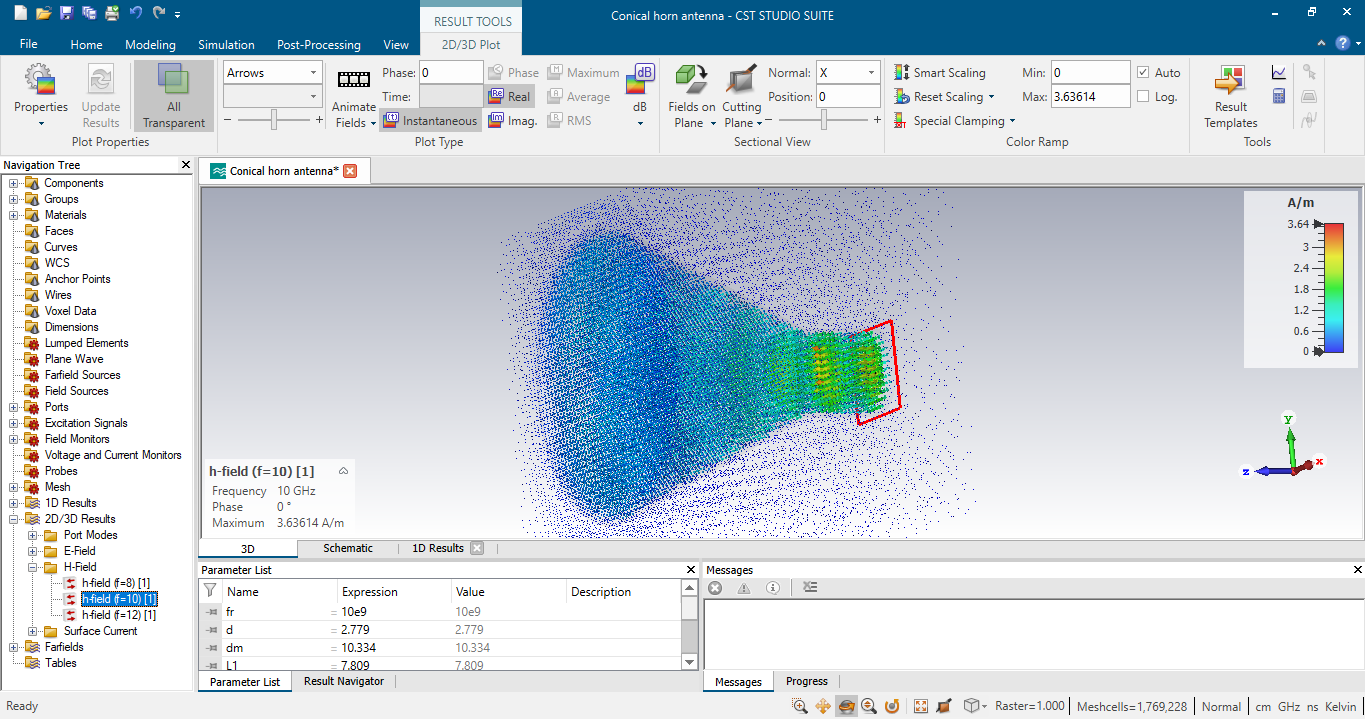 RESULT TOOLS
Conical horn antenna - CST STUDIO SUITE
File Home Modeling Simulation Post-Processing View 2D/3D Plot
Properties
Update Results
All Transparent
Plot Properties
Arrows
Animate Fields
Phase: 0
Time:
Instantaneous
Phase
Real
Imag.
Maximum
Average
RMS
dB
dB
Plot Type
Fields on Plane
Cutting Plane
Normal: X
Position: 0
Sectional View
Smart Scaling
Reset Scaling
Special Clamping
Min: 0
Max: 3.63614
Auto
Log.
Color Ramp
Result Templates
Tools
Navigation Tree
Components
Groups
Materials
Faces
Curves
WCS
Anchor Points
Wires
Voxel Data
Dimensions
Lumped Elements
Plane Wave
Farfield Sources
Field Sources
Ports
Excitation Signals
Field Monitors
Voltage and Current Monitors
Probes
Mesh
1D Results
2D/3D Results
Port Modes
E-Field
H-Field
h-field (f=8) [1]
h-field (f=10) [1]
h-field (f=12) [1]
Surface Current
Farfields
Tables
Conical horn antenna*
A/m
3.64
3
2.4
1.8
1.2
0.6
0
Y
z
x
h-field (f=10) [1]
Frequency 10 GHz
Phase 0 °
Maximum 3.63614 A/m
3D Schematic 1D Results
Parameter List
Name Expression Value Description
fr = 10e9 10e9
d = 2.779 2.779
dm = 10.334 10.334
L1 = 7.809 7.809
Parameter List Result Navigator
Messages
Messages Progress
Ready
Raster=1.000 Meshcells=1,769,228 Normal cm GHz ns Kelvin